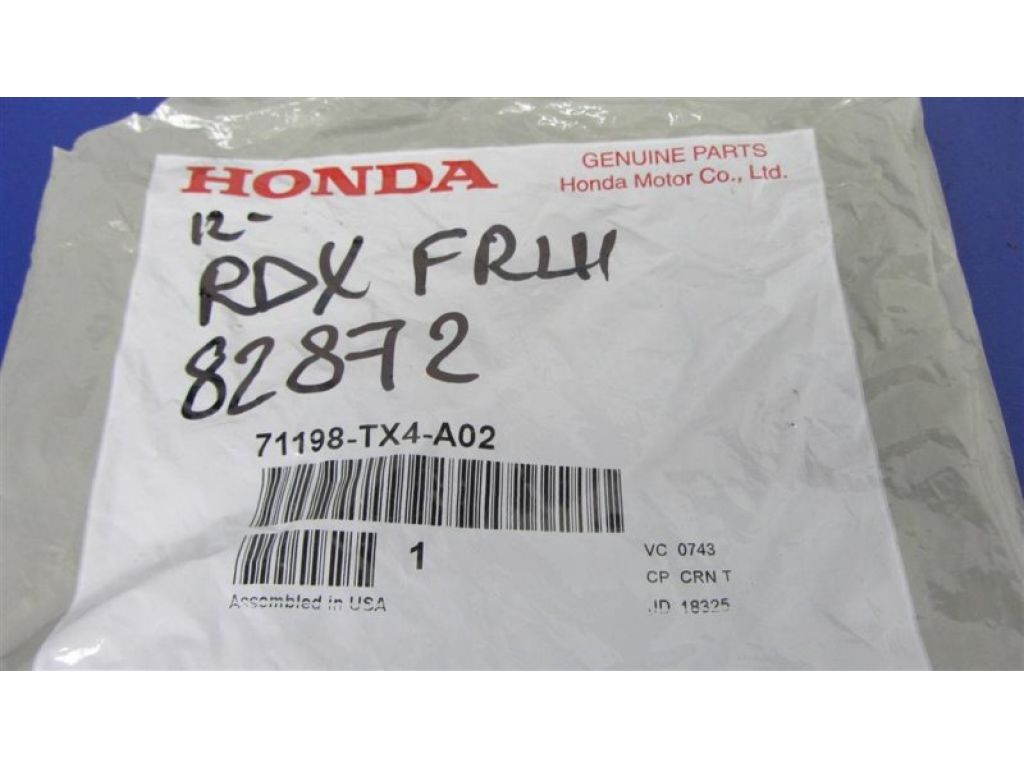 HONDA
GENUINE PARTS
Honda Motor Co., Ltd.
12-
RDX FRLH
82872
71198-TX4-A02
1
VC 0743
CP CRN T
JD 18325
Assembled in USA